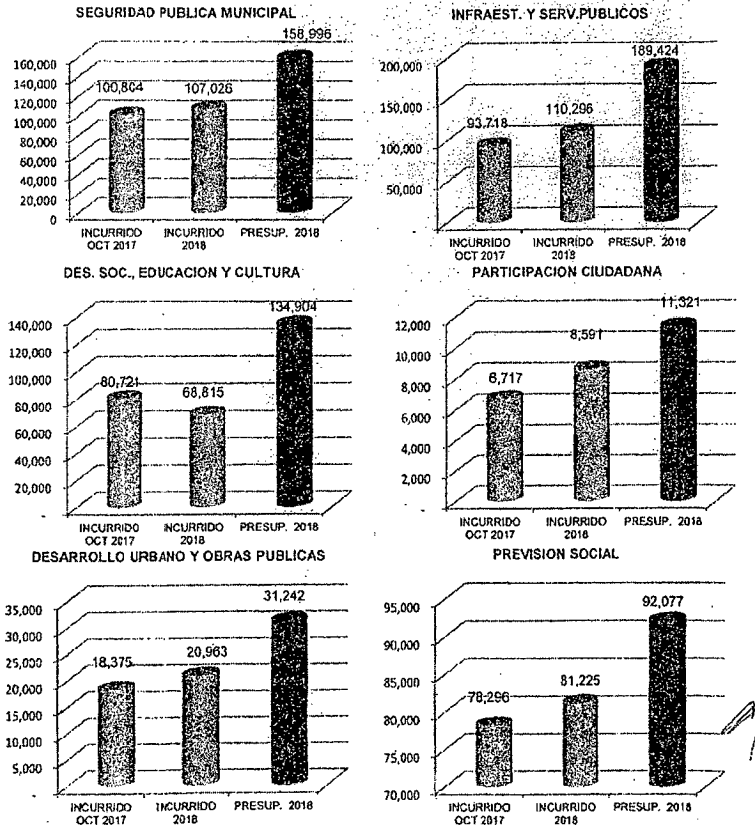 SEGURIDAD PUBLICA MUNICIPAL
158,996
160,000
140,000
120,000
100,000
80,000
60,000
40,000
20,000
0
100,804
107,026
INCURRIDO OCT 2017
INCURRIDO 2018
PRESUP. 2018
INFRAEST. Y SERV.PUBLICOS
189,424
200,000
150,000
100,000
50,000
-
93,718
110,296
INCURRIDO OCT 2017
INCURRIDO 2018
PRESUP. 2018
DES. SOC., EDUCACION Y CULTURA
134,904
140,000
120,000
100,000
80,000
60,000
40,000
20,000
-
80,721
68,815
INCURRIDO OCT 2017
INCURRIDO 2018
PRESUP. 2018
PARTICIPACION CIUDADANA
11,321
12,000
10,000
8,000
6,000
4,000
2,000
-
6,717
8,591
INCURRIDO OCT 2017
INCURRIDO 2018
PRESUP. 2018
DESARROLLO URBANO Y OBRAS PUBLICAS
31,242
35,000
30,000
25,000
20,000
15,000
10,000
5,000
-
18,375
20,963
INCURRIDO OCT 2017
INCURRIDO 2018
PRESUP. 2018
PREVISION SOCIAL
92,077
95,000
90,000
85,000
80,000
75,000
70,000
78,296
81,225
INCURRIDO OCT 2017
INCURRIDO 2018
PRESUP. 2018